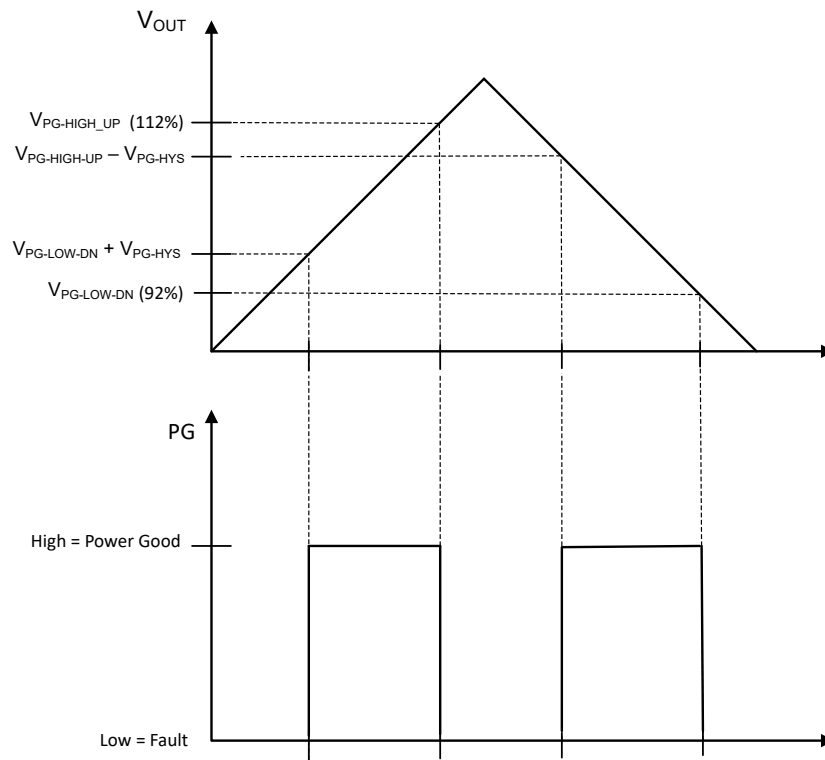 VOUT
VPG-HIGH_UP (112%)
VPG-HIGH-UP – VPG-HYS
VPG-LOW-DN + VPG-HYS
VPG-LOW-DN (92%)
PG
High = Power Good
Low = Fault